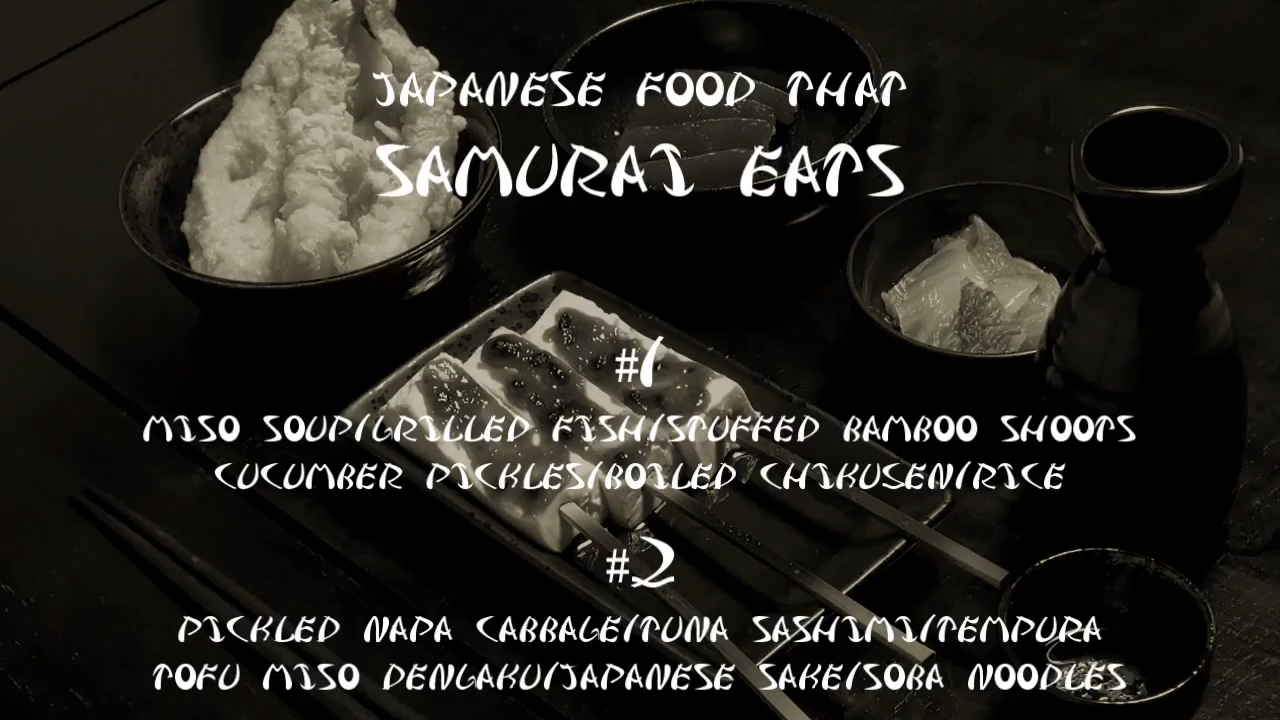 JAPANESE FOOD THAT
SAMURAI EATS
#1
MISO SOUP/GRILLED FISH/STUFFED BAMBOO SHOOTS
CUCUMBER PICKLES/BOILED CHIKUSEN/RICE
#2
PICKLED NAPA CABBAGE/TUNA SASHIMI/TEMPURA
TOFU MISO DENGAKU/JAPANESE SAKE/SOBA NOODLES